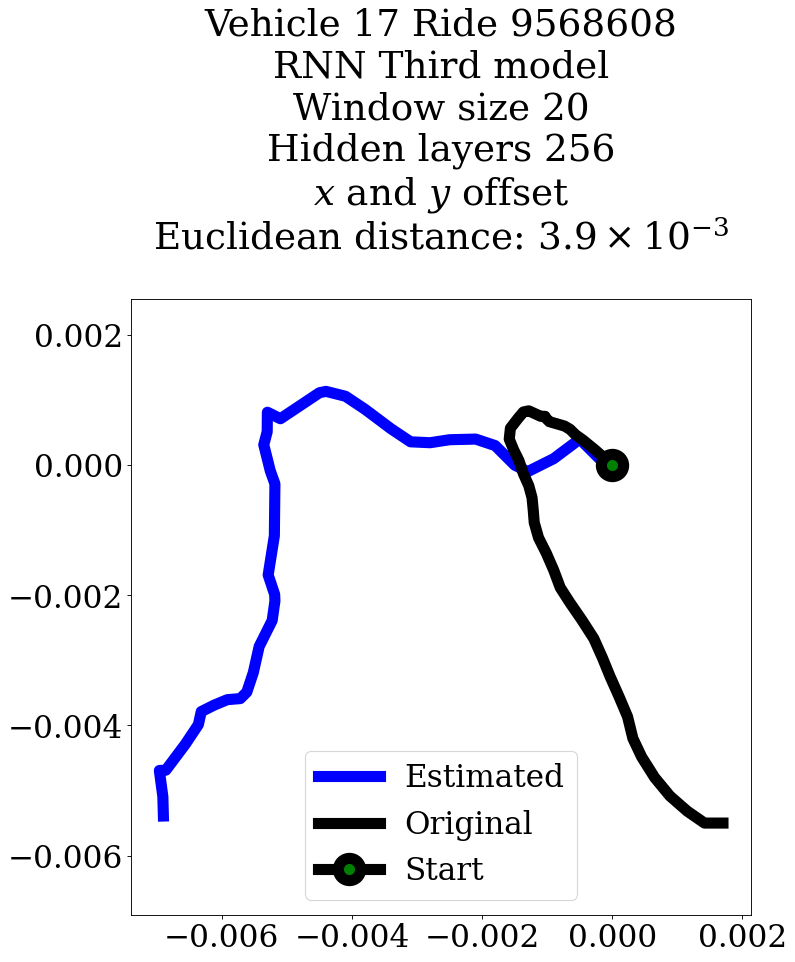 Vehicle 17 Ride 9568608
RNN Third model
Window size 20
Hidden layers 256
x and y offset
Euclidean distance: 3.9 × 10⁻³
0.002
0.000
−0.002
−0.004
−0.006
Estimated
Original
Start
−0.006 −0.004 −0.002 0.000 0.002